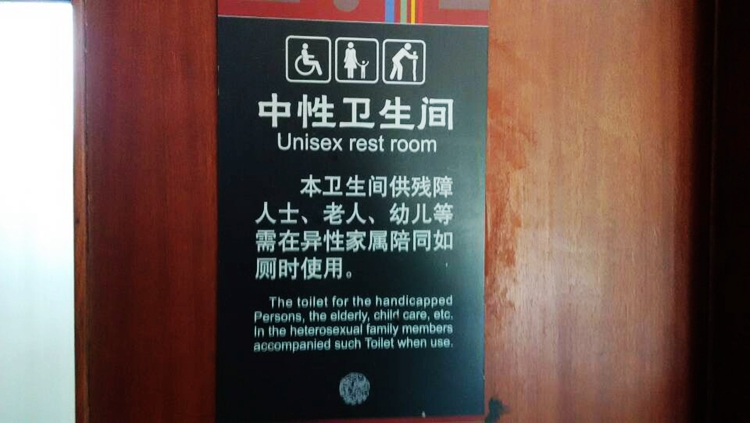 中性卫生间
Unisex rest room
本卫生间供残障
人士、老人、幼儿等
需在异性家属陪同如
厕时使用。
The toilet for the handicapped
Persons, the elderly, child care, etc.
In the heterosexual family members
accompanied such Toilet when use.